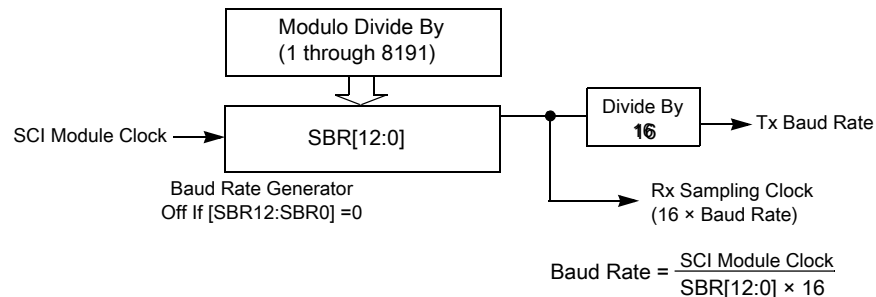 Modulo Divide By
(1 through 8191)
SCI Module Clock
SBR[12:0]
Divide By
16
Tx Baud Rate
Baud Rate Generator
Off If [SBR12:SBR0] =0
Rx Sampling Clock
(16 × Baud Rate)
Baud Rate = SCI Module Clock
SBR[12:0] × 16